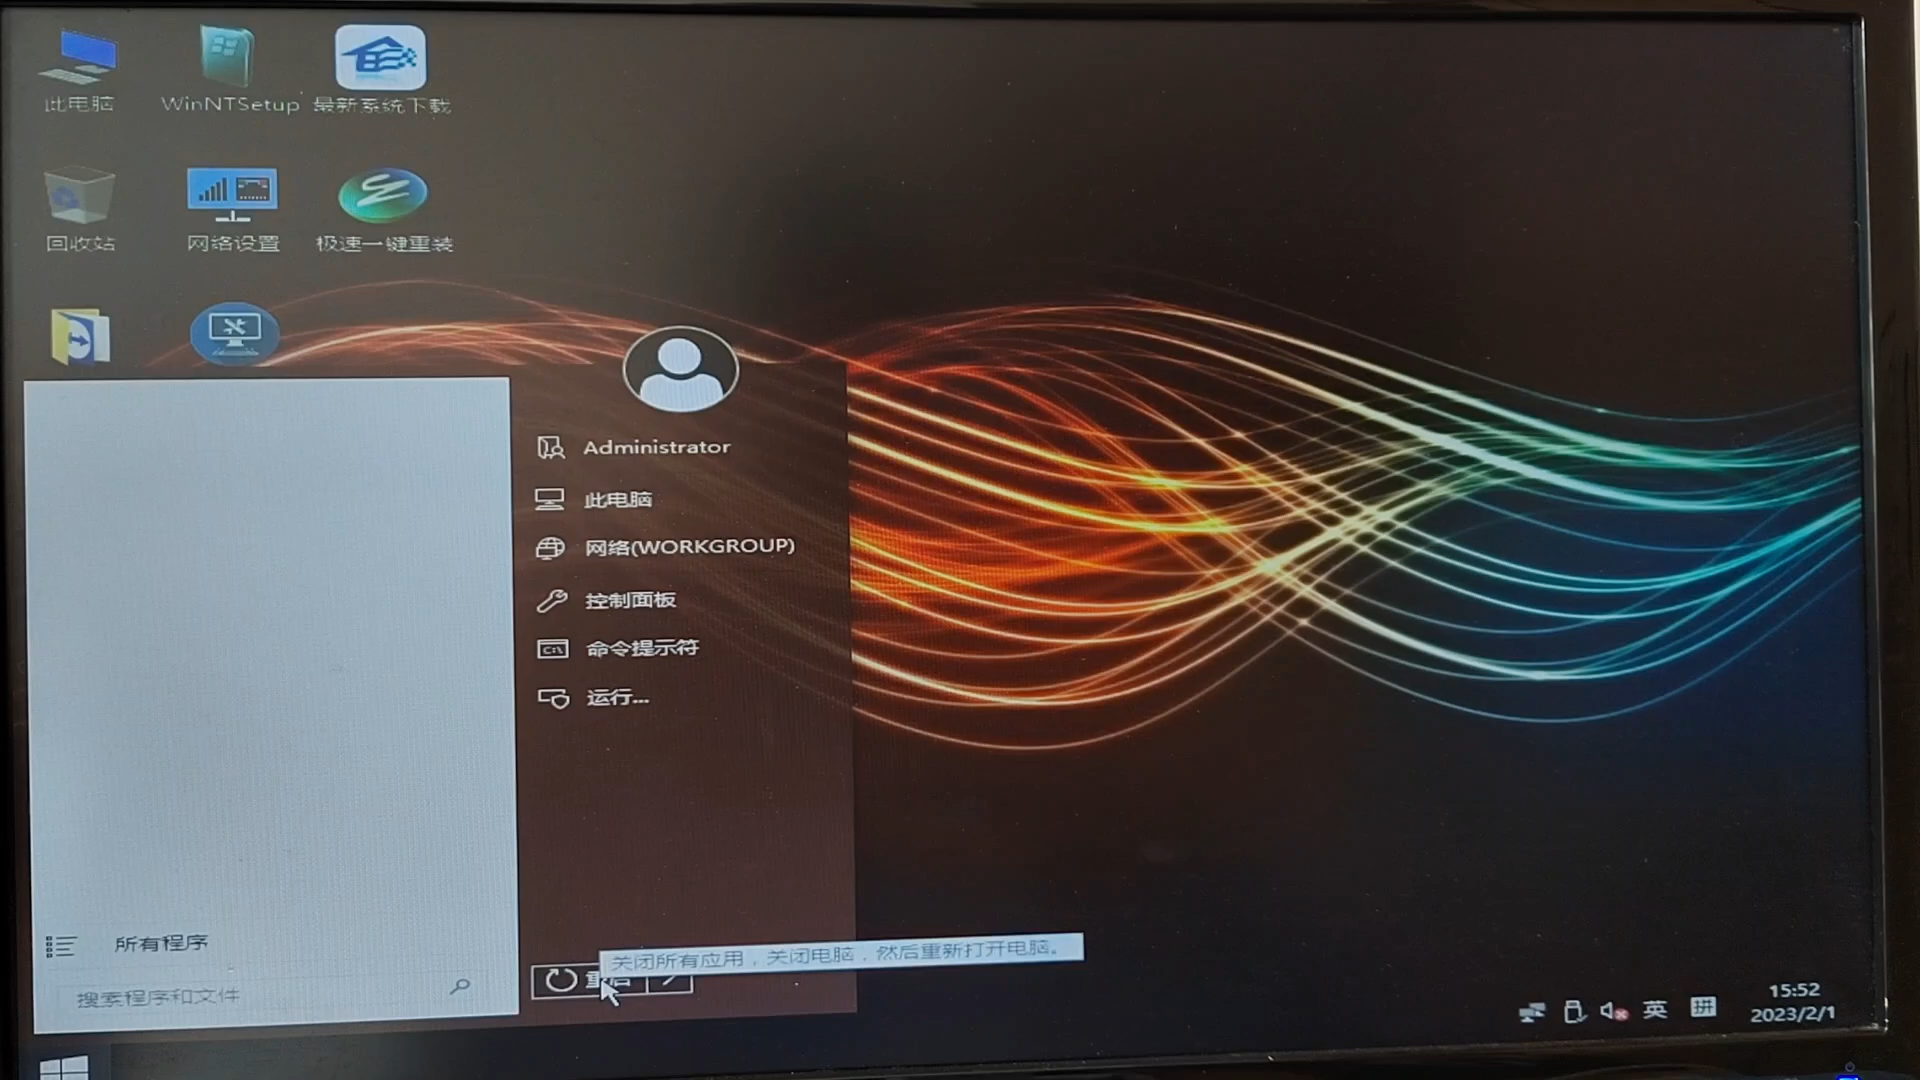 此电脑
WinNTSetup
最新系统下载
回收站
网络设置
极速一键重装
Administrator
此电脑
网络(WORKGROUP)
控制面板
命令提示符
运行...
所有程序
搜索程序和文件
关闭所有应用，关闭电脑，然后重新打开电脑。
重启
英
拼
15:52
2023/2/1